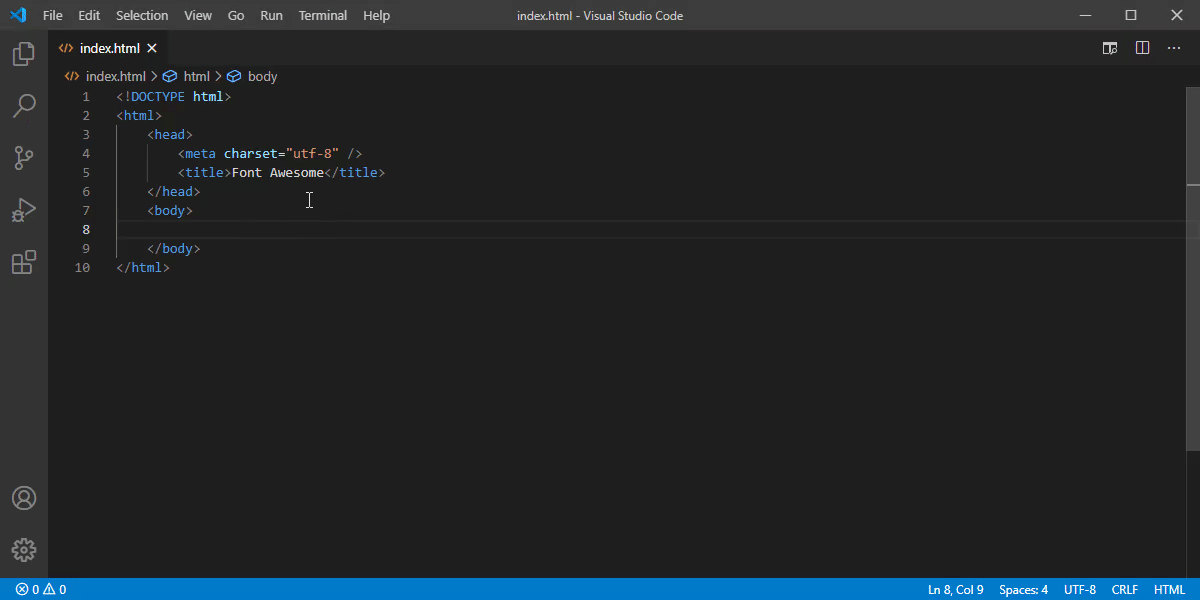 File Edit Selection View Go Run Terminal Help index.html - Visual Studio Code
index.html
index.html > html > body
1 <!DOCTYPE html>
2 <html>
3 <head>
4 <meta charset="utf-8" />
5 <title>Font Awesome</title>
6 </head>
7 <body>
8
9 </body>
10 </html>
0 0 Ln 8, Col 9 Spaces: 4 UTF-8 CRLF HTML